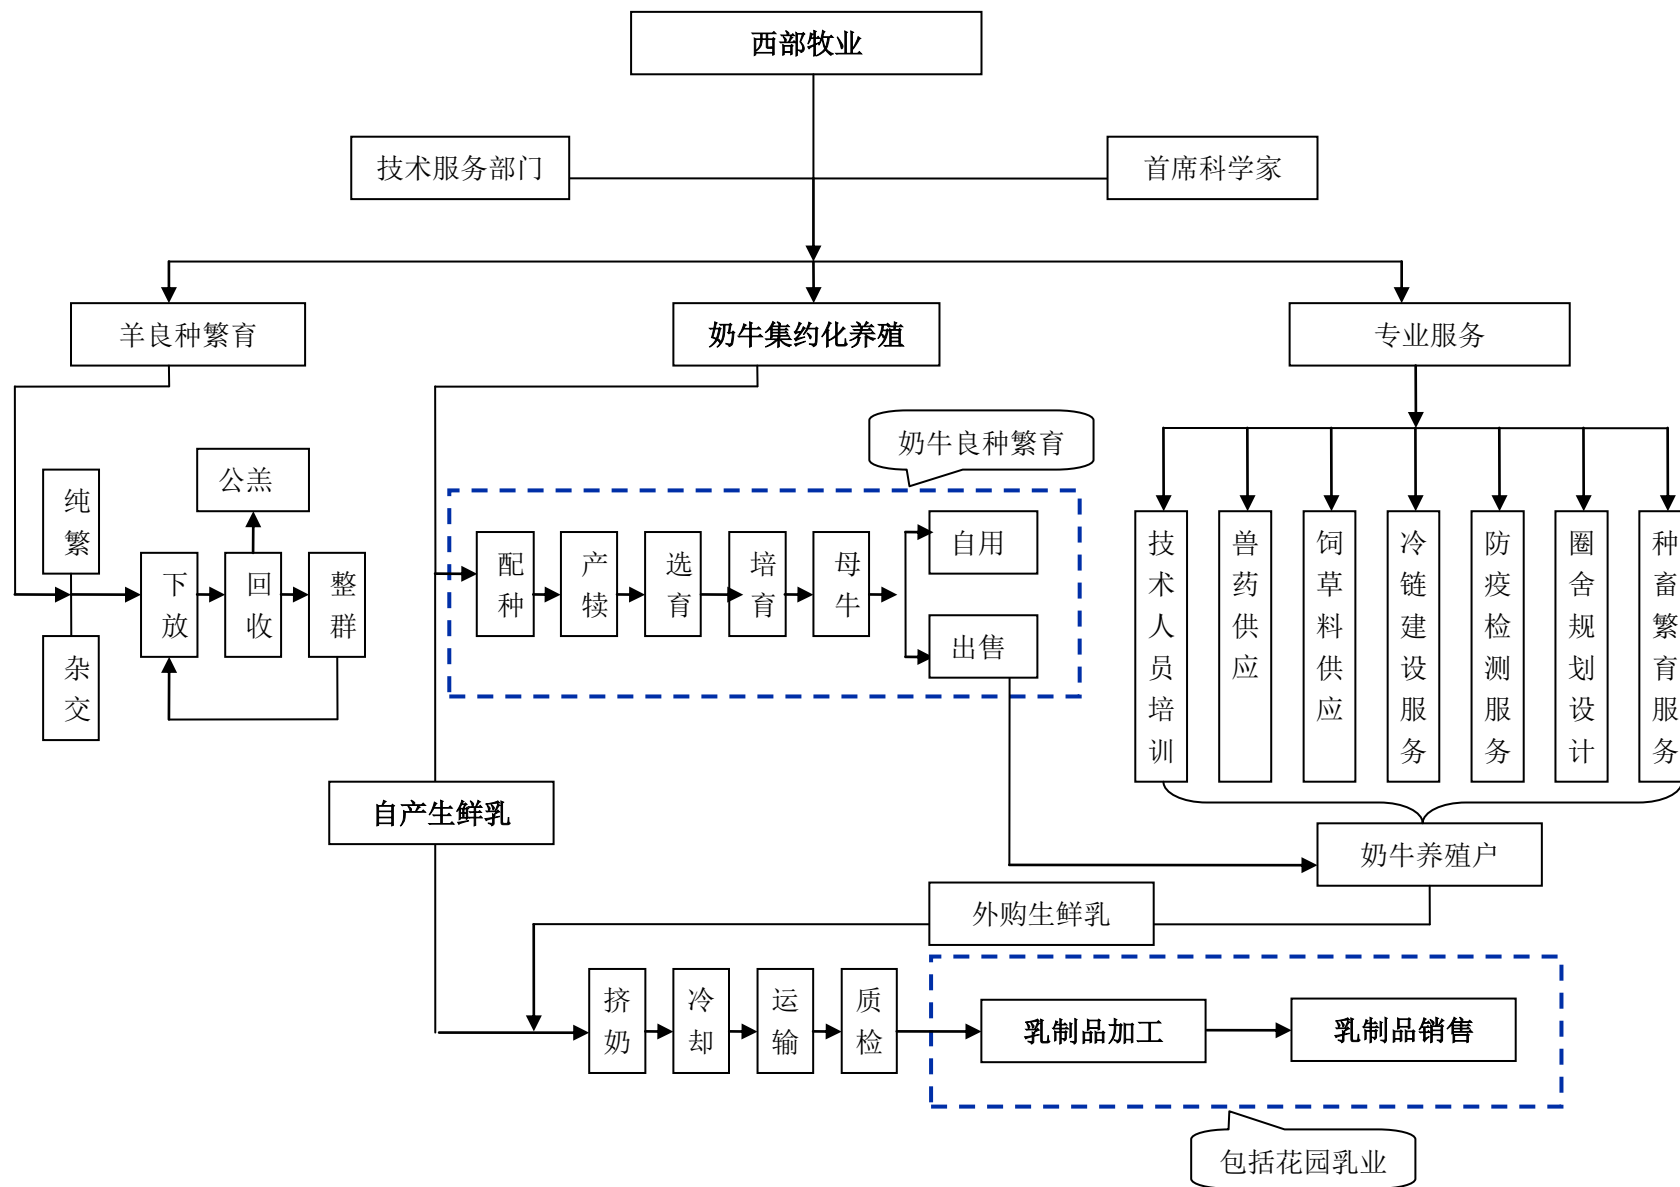 西部牧业
技术服务部门
首席科学家
羊良种繁育
奶牛集约化养殖
专业服务
奶牛良种繁育
纯繁
杂交
公羔
下放
回收
整群
配种
产犊
选育
培育
母牛
自用
出售
技术人员培训
兽药供应
饲草料供应
冷链建设服务
防疫检测服务
圈舍规划设计
种畜繁育服务
自产生鲜乳
奶牛养殖户
外购生鲜乳
挤奶
冷却
运输
质检
乳制品加工
乳制品销售
包括花园乳业